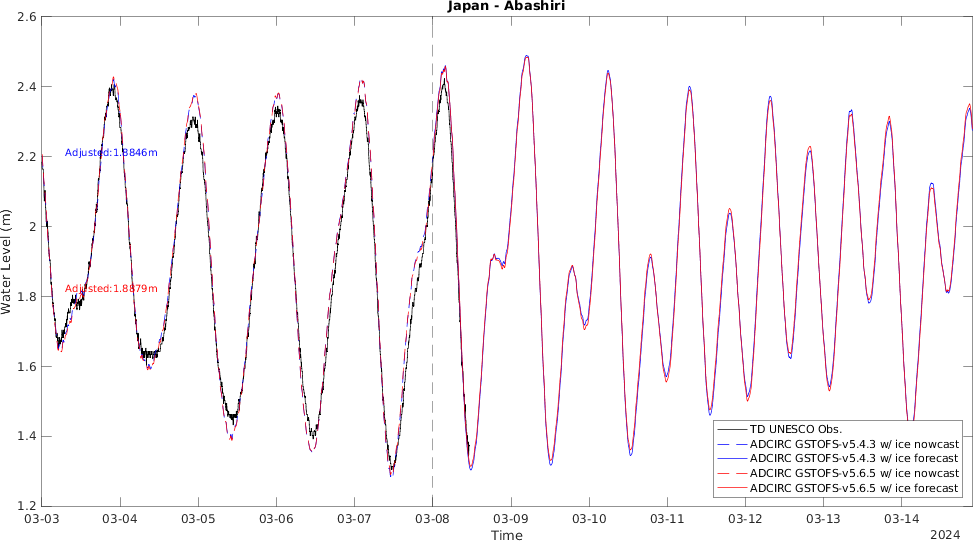 Japan - Abashiri
2.6
2.4
2.2
2
1.8
1.6
1.4
1.2
Water Level (m)
Adjusted:1.8846m
Adjusted:1.8879m
TD UNESCO Obs.
ADCIRC GSTOFS-v5.4.3 w/ ice nowcast
ADCIRC GSTOFS-v5.4.3 w/ ice forecast
ADCIRC GSTOFS-v5.6.5 w/ ice nowcast
ADCIRC GSTOFS-v5.6.5 w/ ice forecast
03-03 03-04 03-05 03-06 03-07 03-08 03-09 03-10 03-11 03-12 03-13 03-14
Time
2024